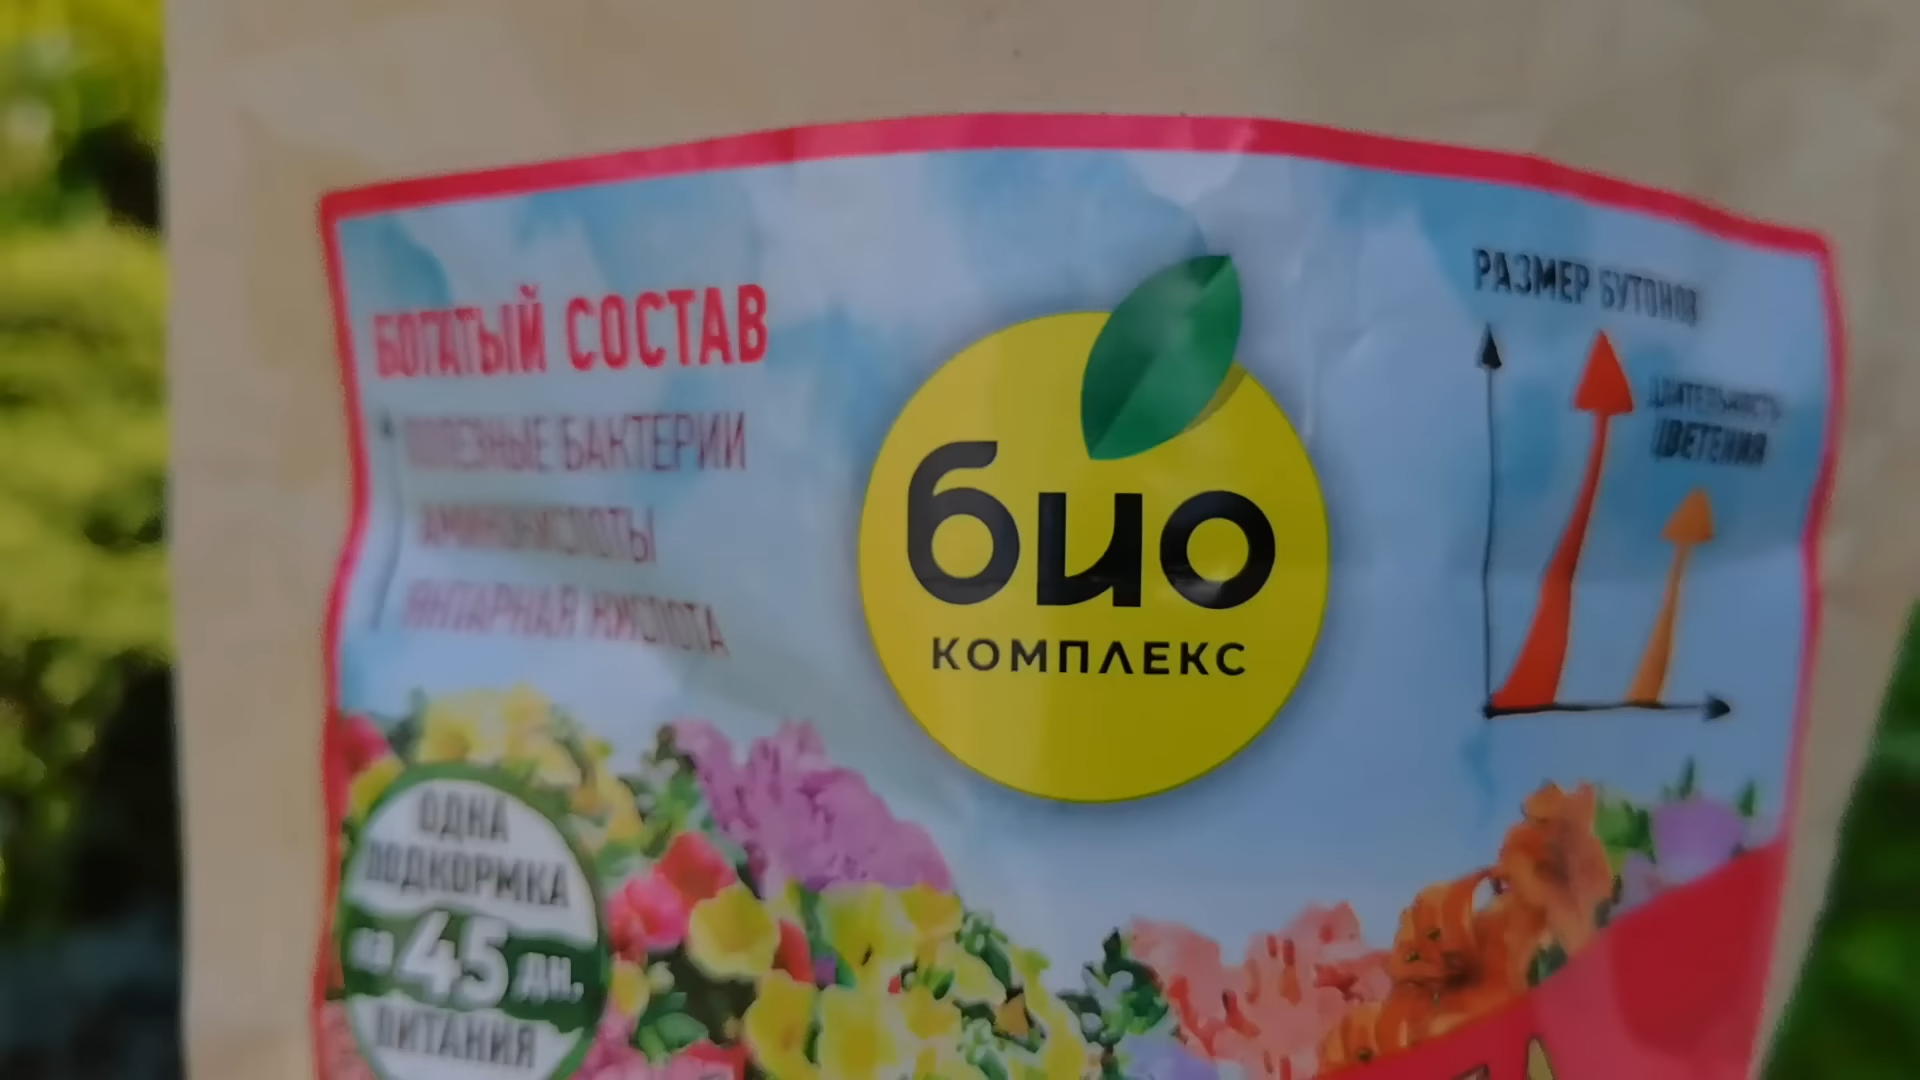 БОГАТЫЙ СОСТАВ
ПОЛЕЗНЫЕ БАКТЕРИИ
АМИНОКИСЛОТЫ
ЯНТАРНАЯ КИСЛОТА
био
КОМПЛЕКС
РАЗМЕР БУТОНОВ
ДЛИТЕЛЬНОСТЬ
ЦВЕТЕНИЯ
ОДНА
ПОДКОРМКА
на 45 дн.
ПИТАНИЯ